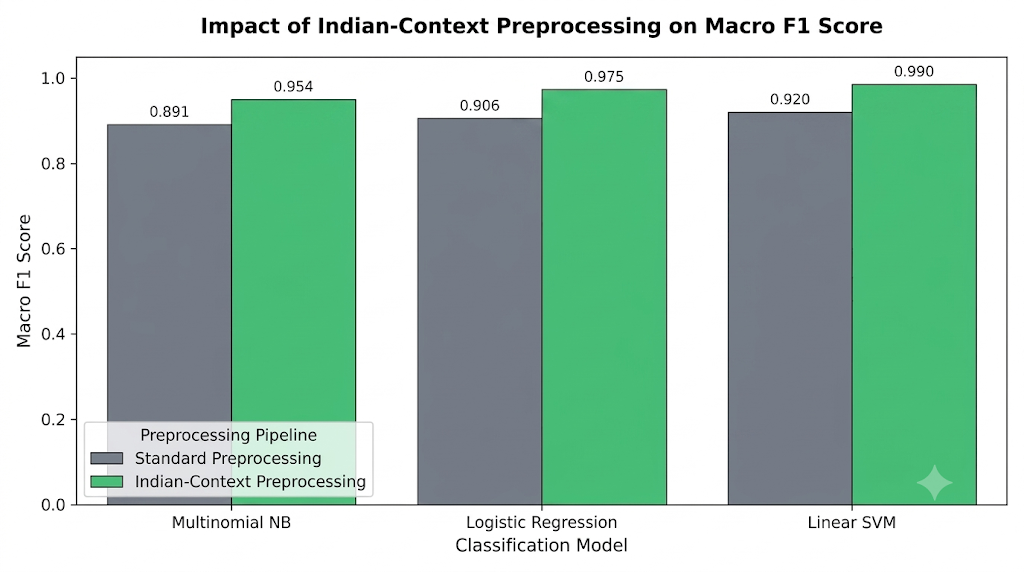 Impact of Indian-Context Preprocessing on Macro F1 Score
1.0
0.8
0.6
0.4
0.2
0.0
Macro F1 Score
0.891
0.954
0.906
0.975
0.920
0.990
Preprocessing Pipeline
Standard Preprocessing
Indian-Context Preprocessing
Multinomial NB
Logistic Regression
Linear SVM
Classification Model